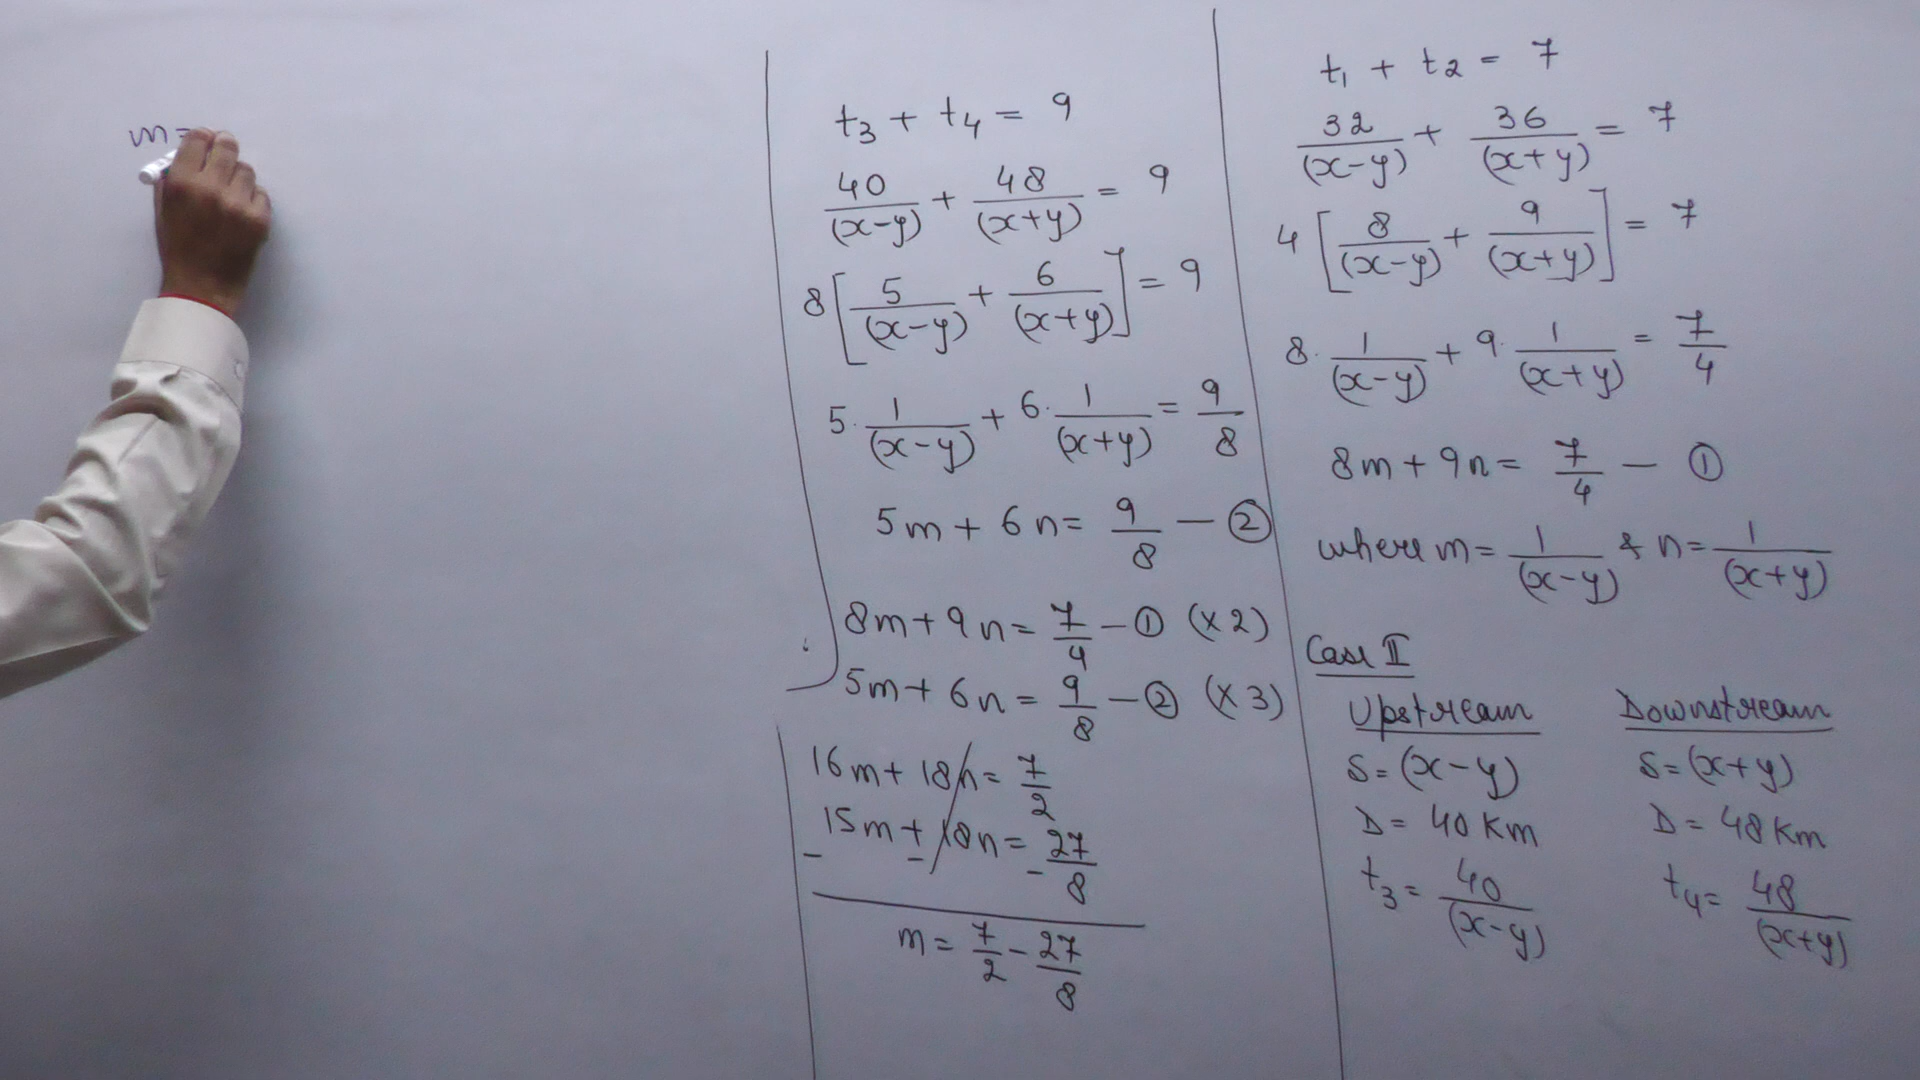 t₁ + t₂ = 7
32/(x-y) + 36/(x+y) = 7
4[8/(x-y) + 9/(x+y)] = 7
8·1/(x-y) + 9·1/(x+y) = 7/4
8m + 9n = 7/4 — ①
where m = 1/(x-y) & n = 1/(x+y)
Case II
Upstream Downstream
S = (x-y) S = (x+y)
D = 40 Km D = 48 Km
t₃ = 40/(x-y) t₄ = 48/(x+y)
t₃ + t₄ = 9
40/(x-y) + 48/(x+y) = 9
8[5/(x-y) + 6/(x+y)] = 9
5·1/(x-y) + 6·1/(x+y) = 9/8
5m + 6n = 9/8 — ②
8m + 9n = 7/4 — ① (×2)
5m + 6n = 9/8 — ② (×3)
16m + 18n = 7/2
15m + 18n = 27/8
- - -
m = 7/2 - 27/8
m =